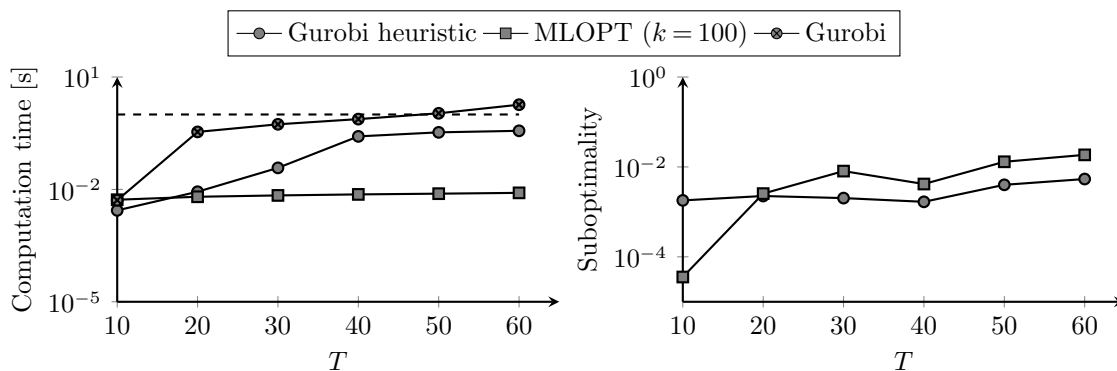 Gurobi heuristic MLOPT (k = 100) Gurobi
Computation time [s]
10^1
10^−2
10^−5
10 20 30 40 50 60
T
Suboptimality
10^0
10^−2
10^−4
10 20 30 40 50 60
T